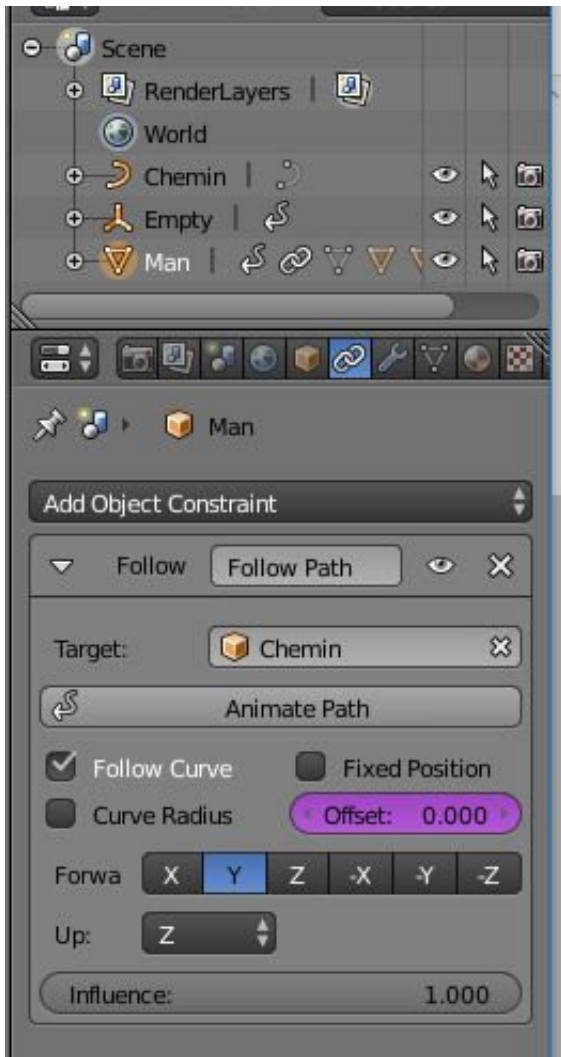 Scene
RenderLayers
World
Chemin
Empty
Man
Man
Add Object Constraint
Follow Follow Path
Target: Chemin
Animate Path
Follow Curve Fixed Position
Curve Radius Offset: 0.000
Forwa X Y Z -X -Y -Z
Up: Z
Influence: 1.000